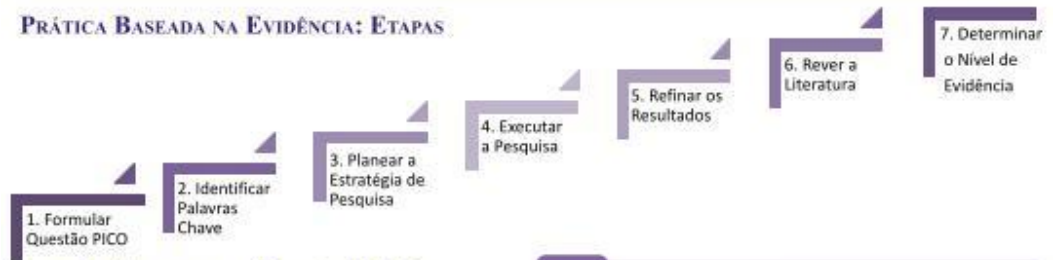 PRÁTICA BASEADA NA EVIDÊNCIA: ETAPAS
1. Formular
Questão PICO
2. Identificar
Palavras
Chave
3. Planear a
Estratégia de
Pesquisa
4. Executar
a Pesquisa
5. Refinar os
Resultados
6. Rever a
Literatura
7. Determinar
o Nível de
Evidência